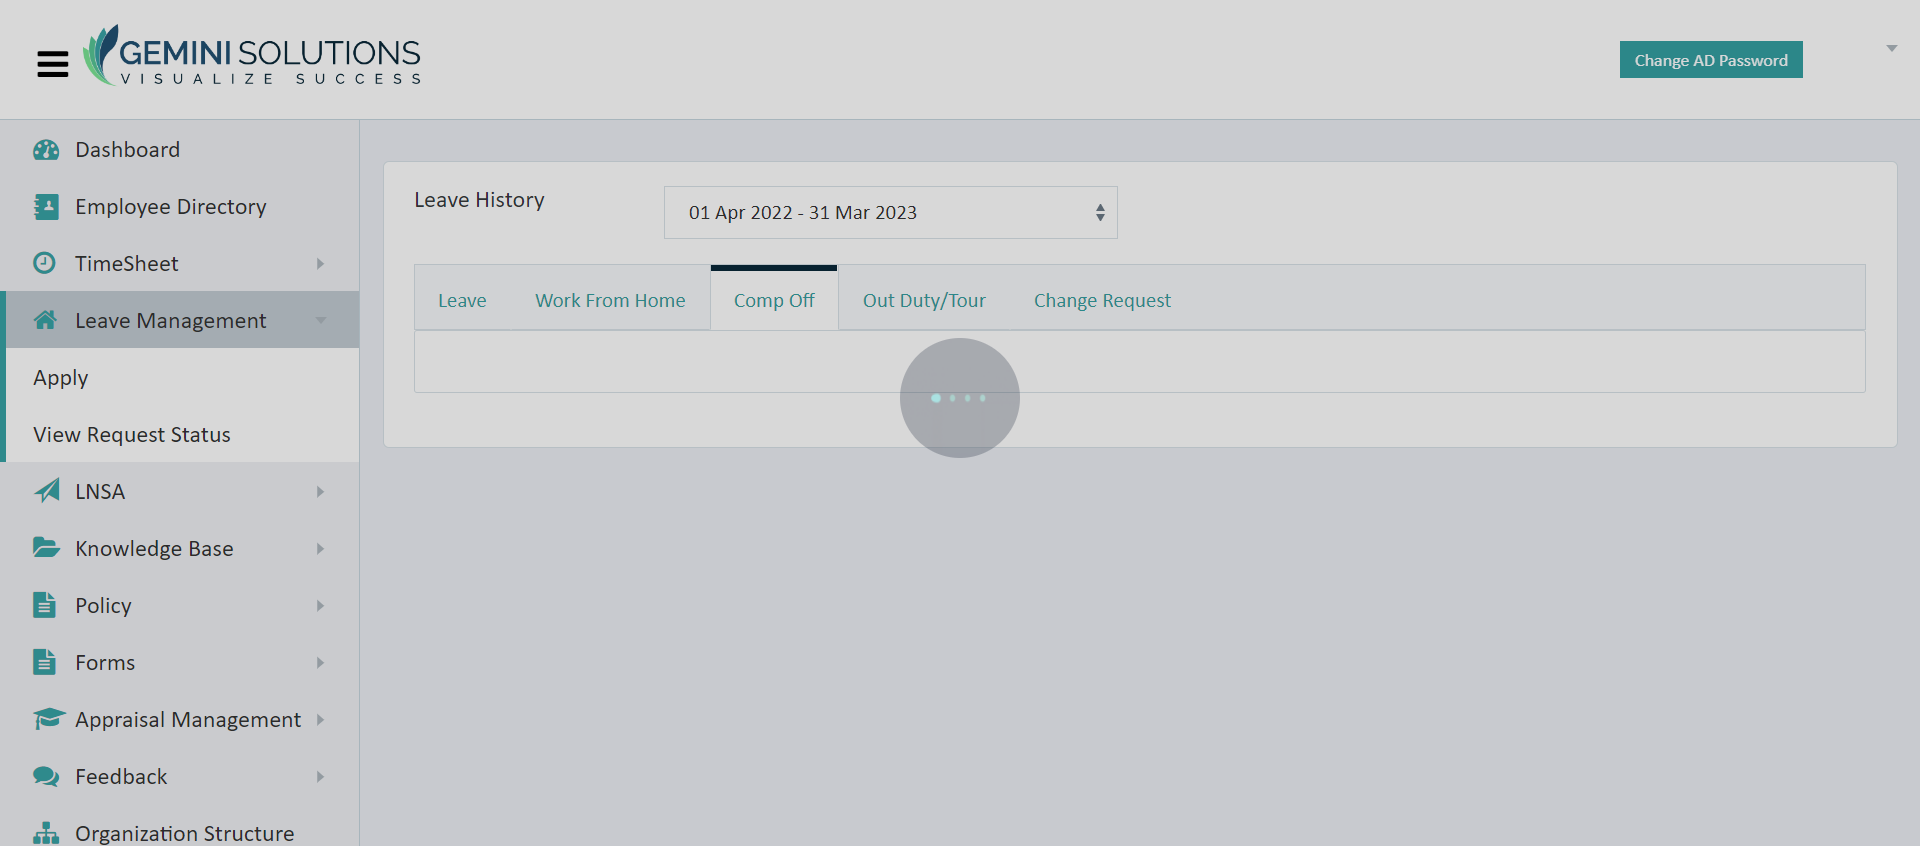 GEMINI SOLUTIONS
VISUALIZE SUCCESS
Change AD Password
Dashboard
Employee Directory
TimeSheet
Leave Management
Apply
View Request Status
LNSA
Knowledge Base
Policy
Forms
Appraisal Management
Feedback
Organization Structure
Leave History
01 Apr 2022 - 31 Mar 2023
Leave Work From Home Comp Off Out Duty/Tour Change Request